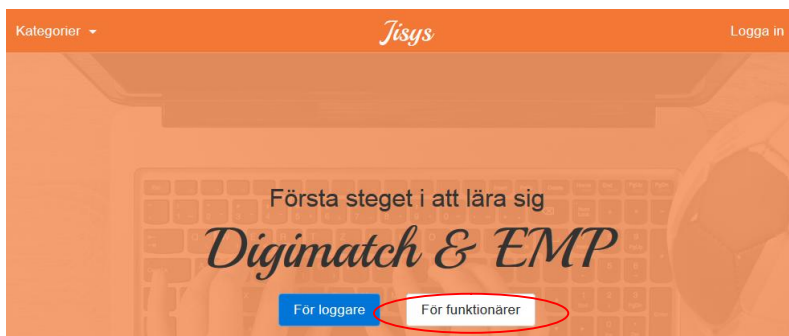 Kategorier Jisys Logga in
Första steget i att lära sig
Digimatch & EMP
För loggare För funktionärer